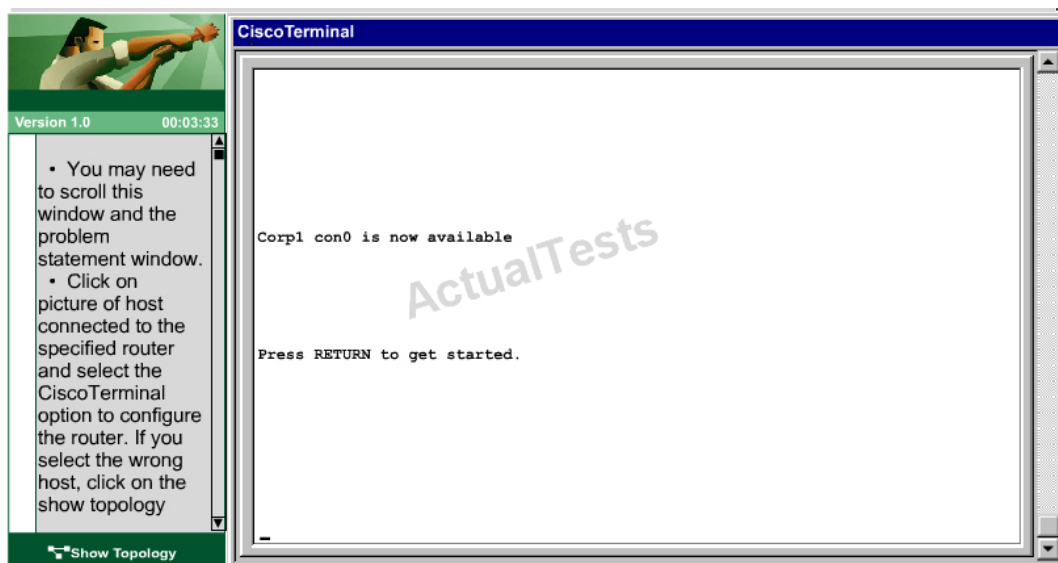 CiscoTerminal
Version 1.0 00:03:33
• You may need
to scroll this
window and the
problem
statement window.
• Click on
picture of host
connected to the
specified router
and select the
CiscoTerminal
option to configure
the router. If you
select the wrong
host, click on the
show topology
Show Topology
Corp1 con0 is now available
ActualTests
Press RETURN to get started.